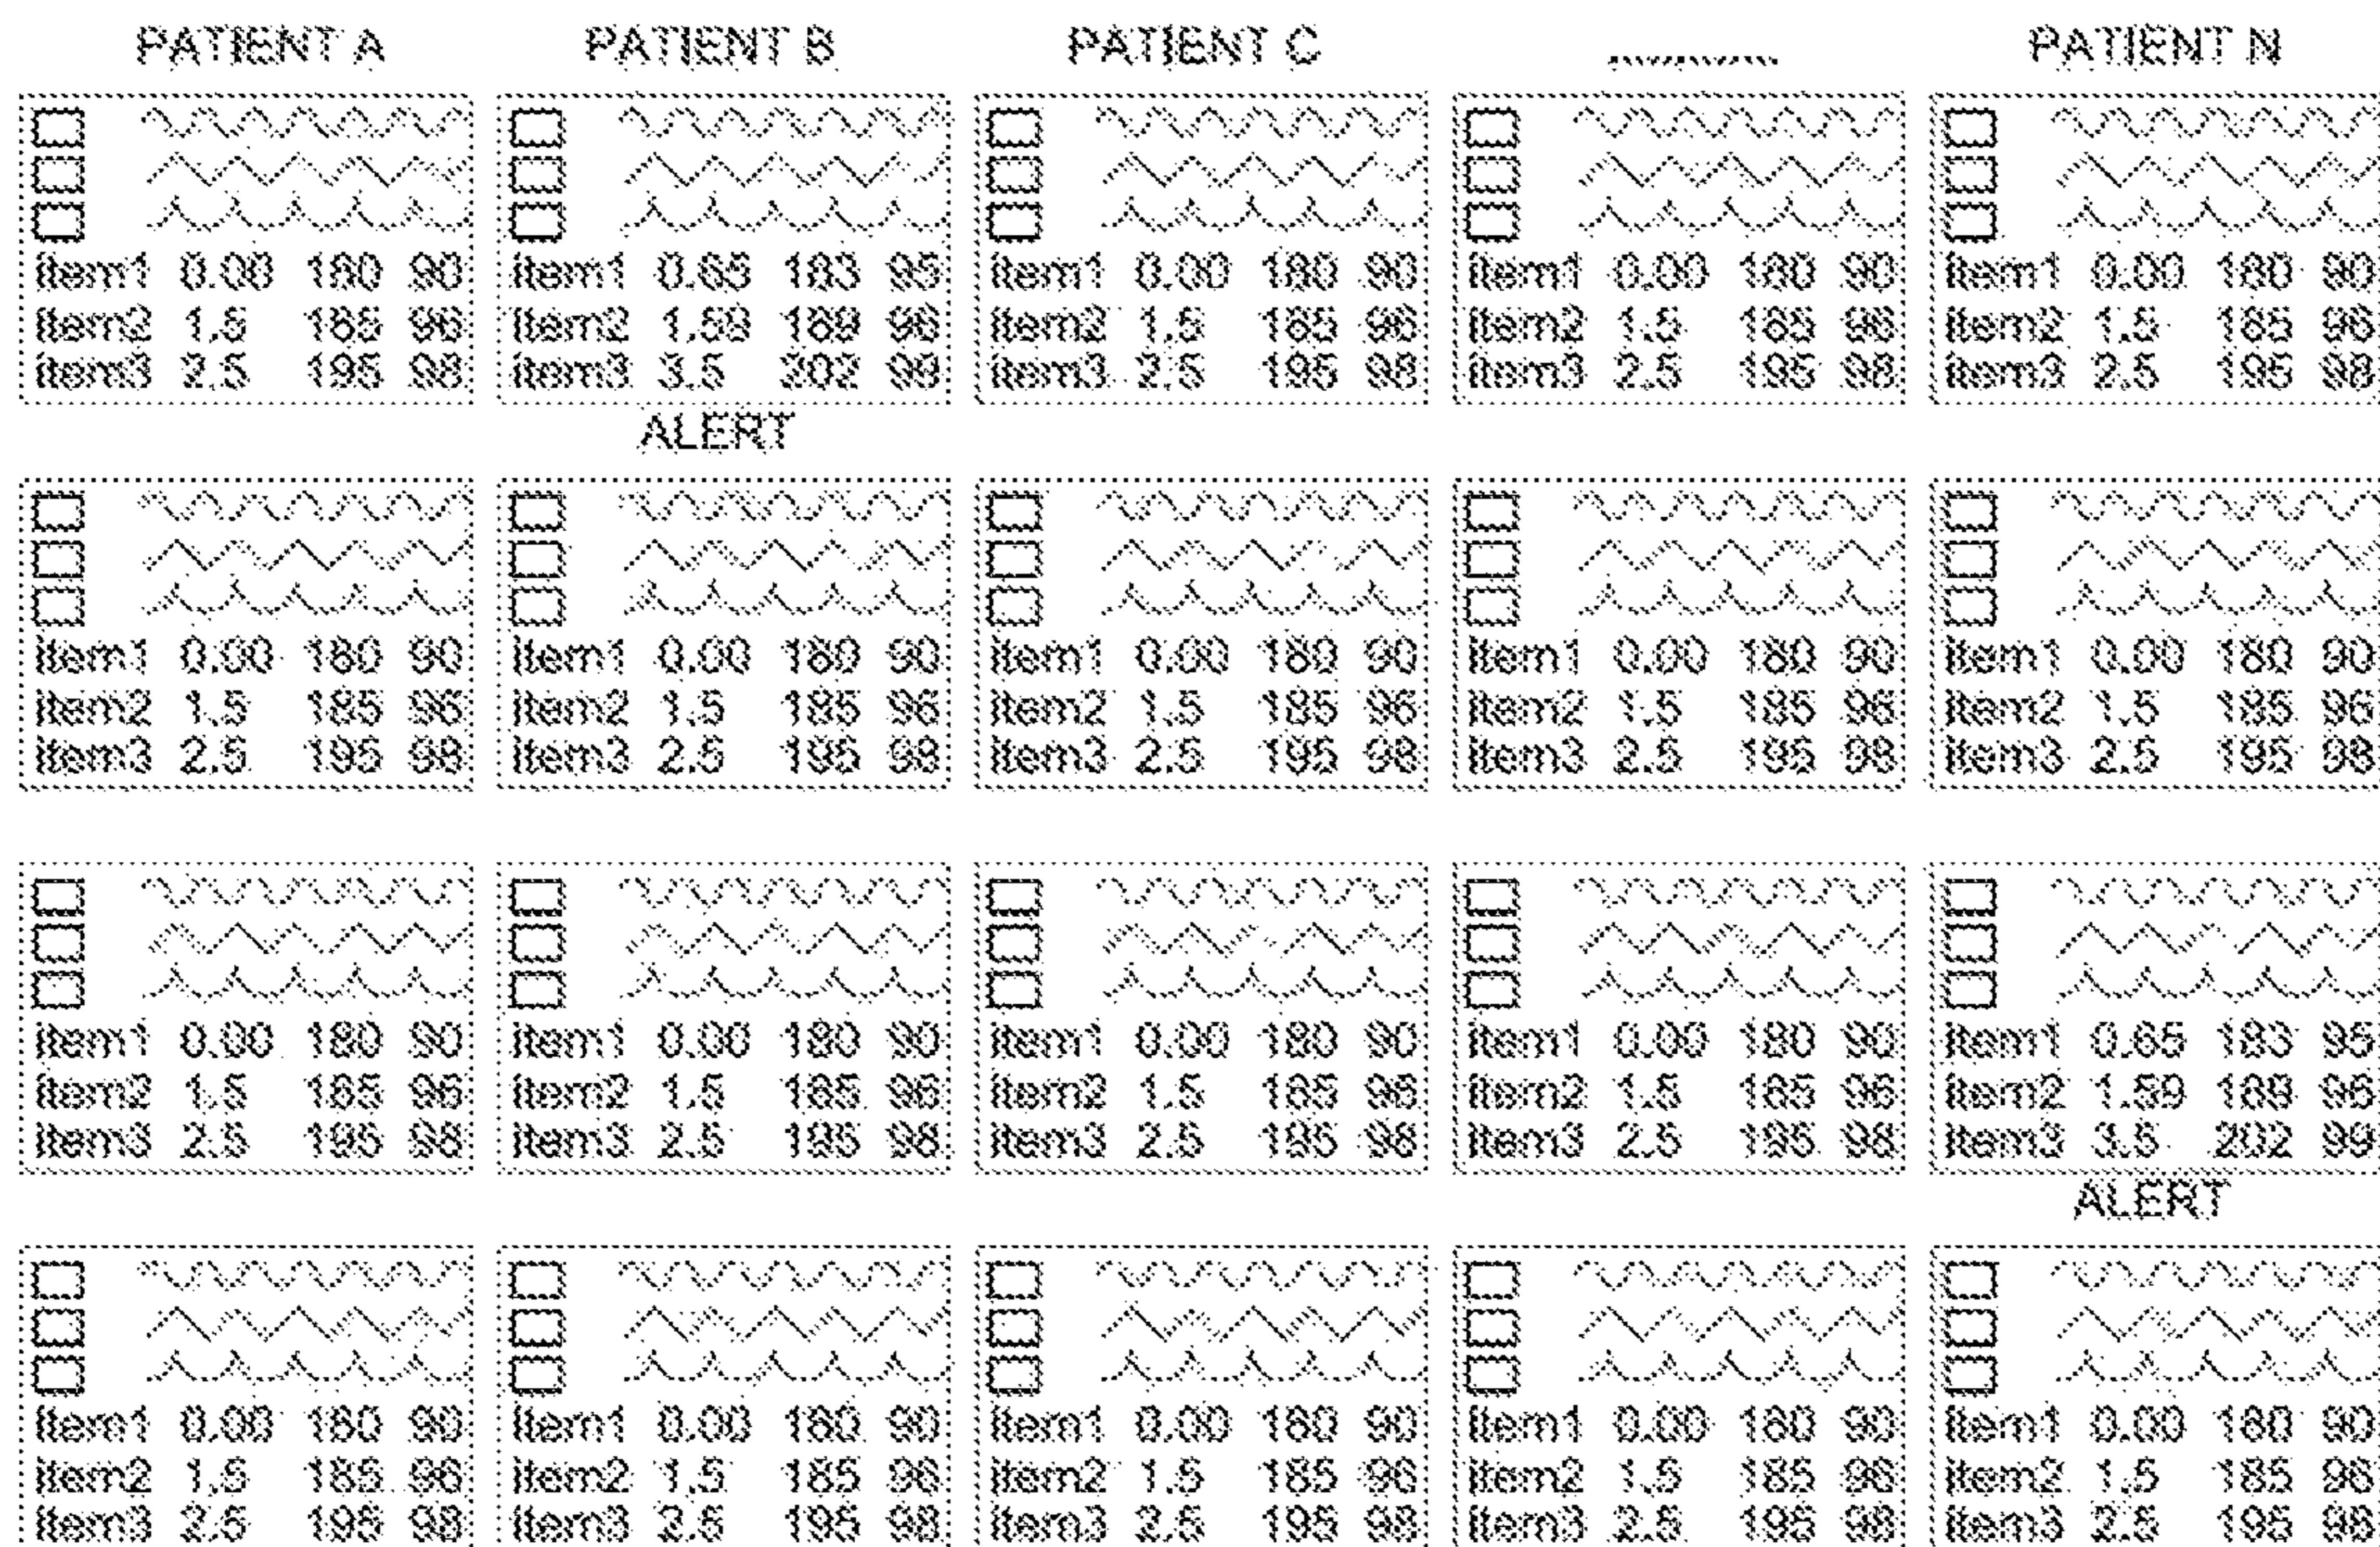 PATIENT A PATIENT B PATIENT C ............ PATIENT N
item1 0.00 180 90 item1 0.65 183 95 item1 0.00 180 90 item1 0.00 180 90 item1 0.00 180 90
item2 1.5 185 96 item2 1.59 189 96 item2 1.5 185 96 item2 1.5 185 96 item2 1.5 185 96
item3 2.5 195 98 item3 3.5 202 99 item3 2.5 195 98 item3 2.5 195 98 item3 2.5 195 98
ALERT
item1 0.00 180 90 item1 0.00 180 90 item1 0.00 180 90 item1 0.00 180 90 item1 0.00 180 90
item2 1.5 185 96 item2 1.5 185 96 item2 1.5 185 96 item2 1.5 185 96 item2 1.5 185 96
item3 2.5 195 98 item3 2.5 195 98 item3 2.5 195 98 item3 2.5 195 98 item3 2.5 195 98
item1 0.00 180 90 item1 0.00 180 90 item1 0.00 180 90 item1 0.00 180 90 item1 0.65 183 95
item2 1.5 185 96 item2 1.5 185 96 item2 1.5 185 96 item2 1.5 185 96 item2 1.59 189 96
item3 2.5 195 98 item3 2.5 195 98 item3 2.5 195 98 item3 2.5 195 98 item3 3.5 202 99
ALERT
item1 0.00 180 90 item1 0.00 180 90 item1 0.00 180 90 item1 0.00 180 90 item1 0.00 180 90
item2 1.5 185 96 item2 1.5 185 96 item2 1.5 185 96 item2 1.5 185 96 item2 1.5 185 96
item3 2.5 195 98 item3 2.5 195 98 item3 2.5 195 98 item3 2.5 195 98 item3 2.5 195 98